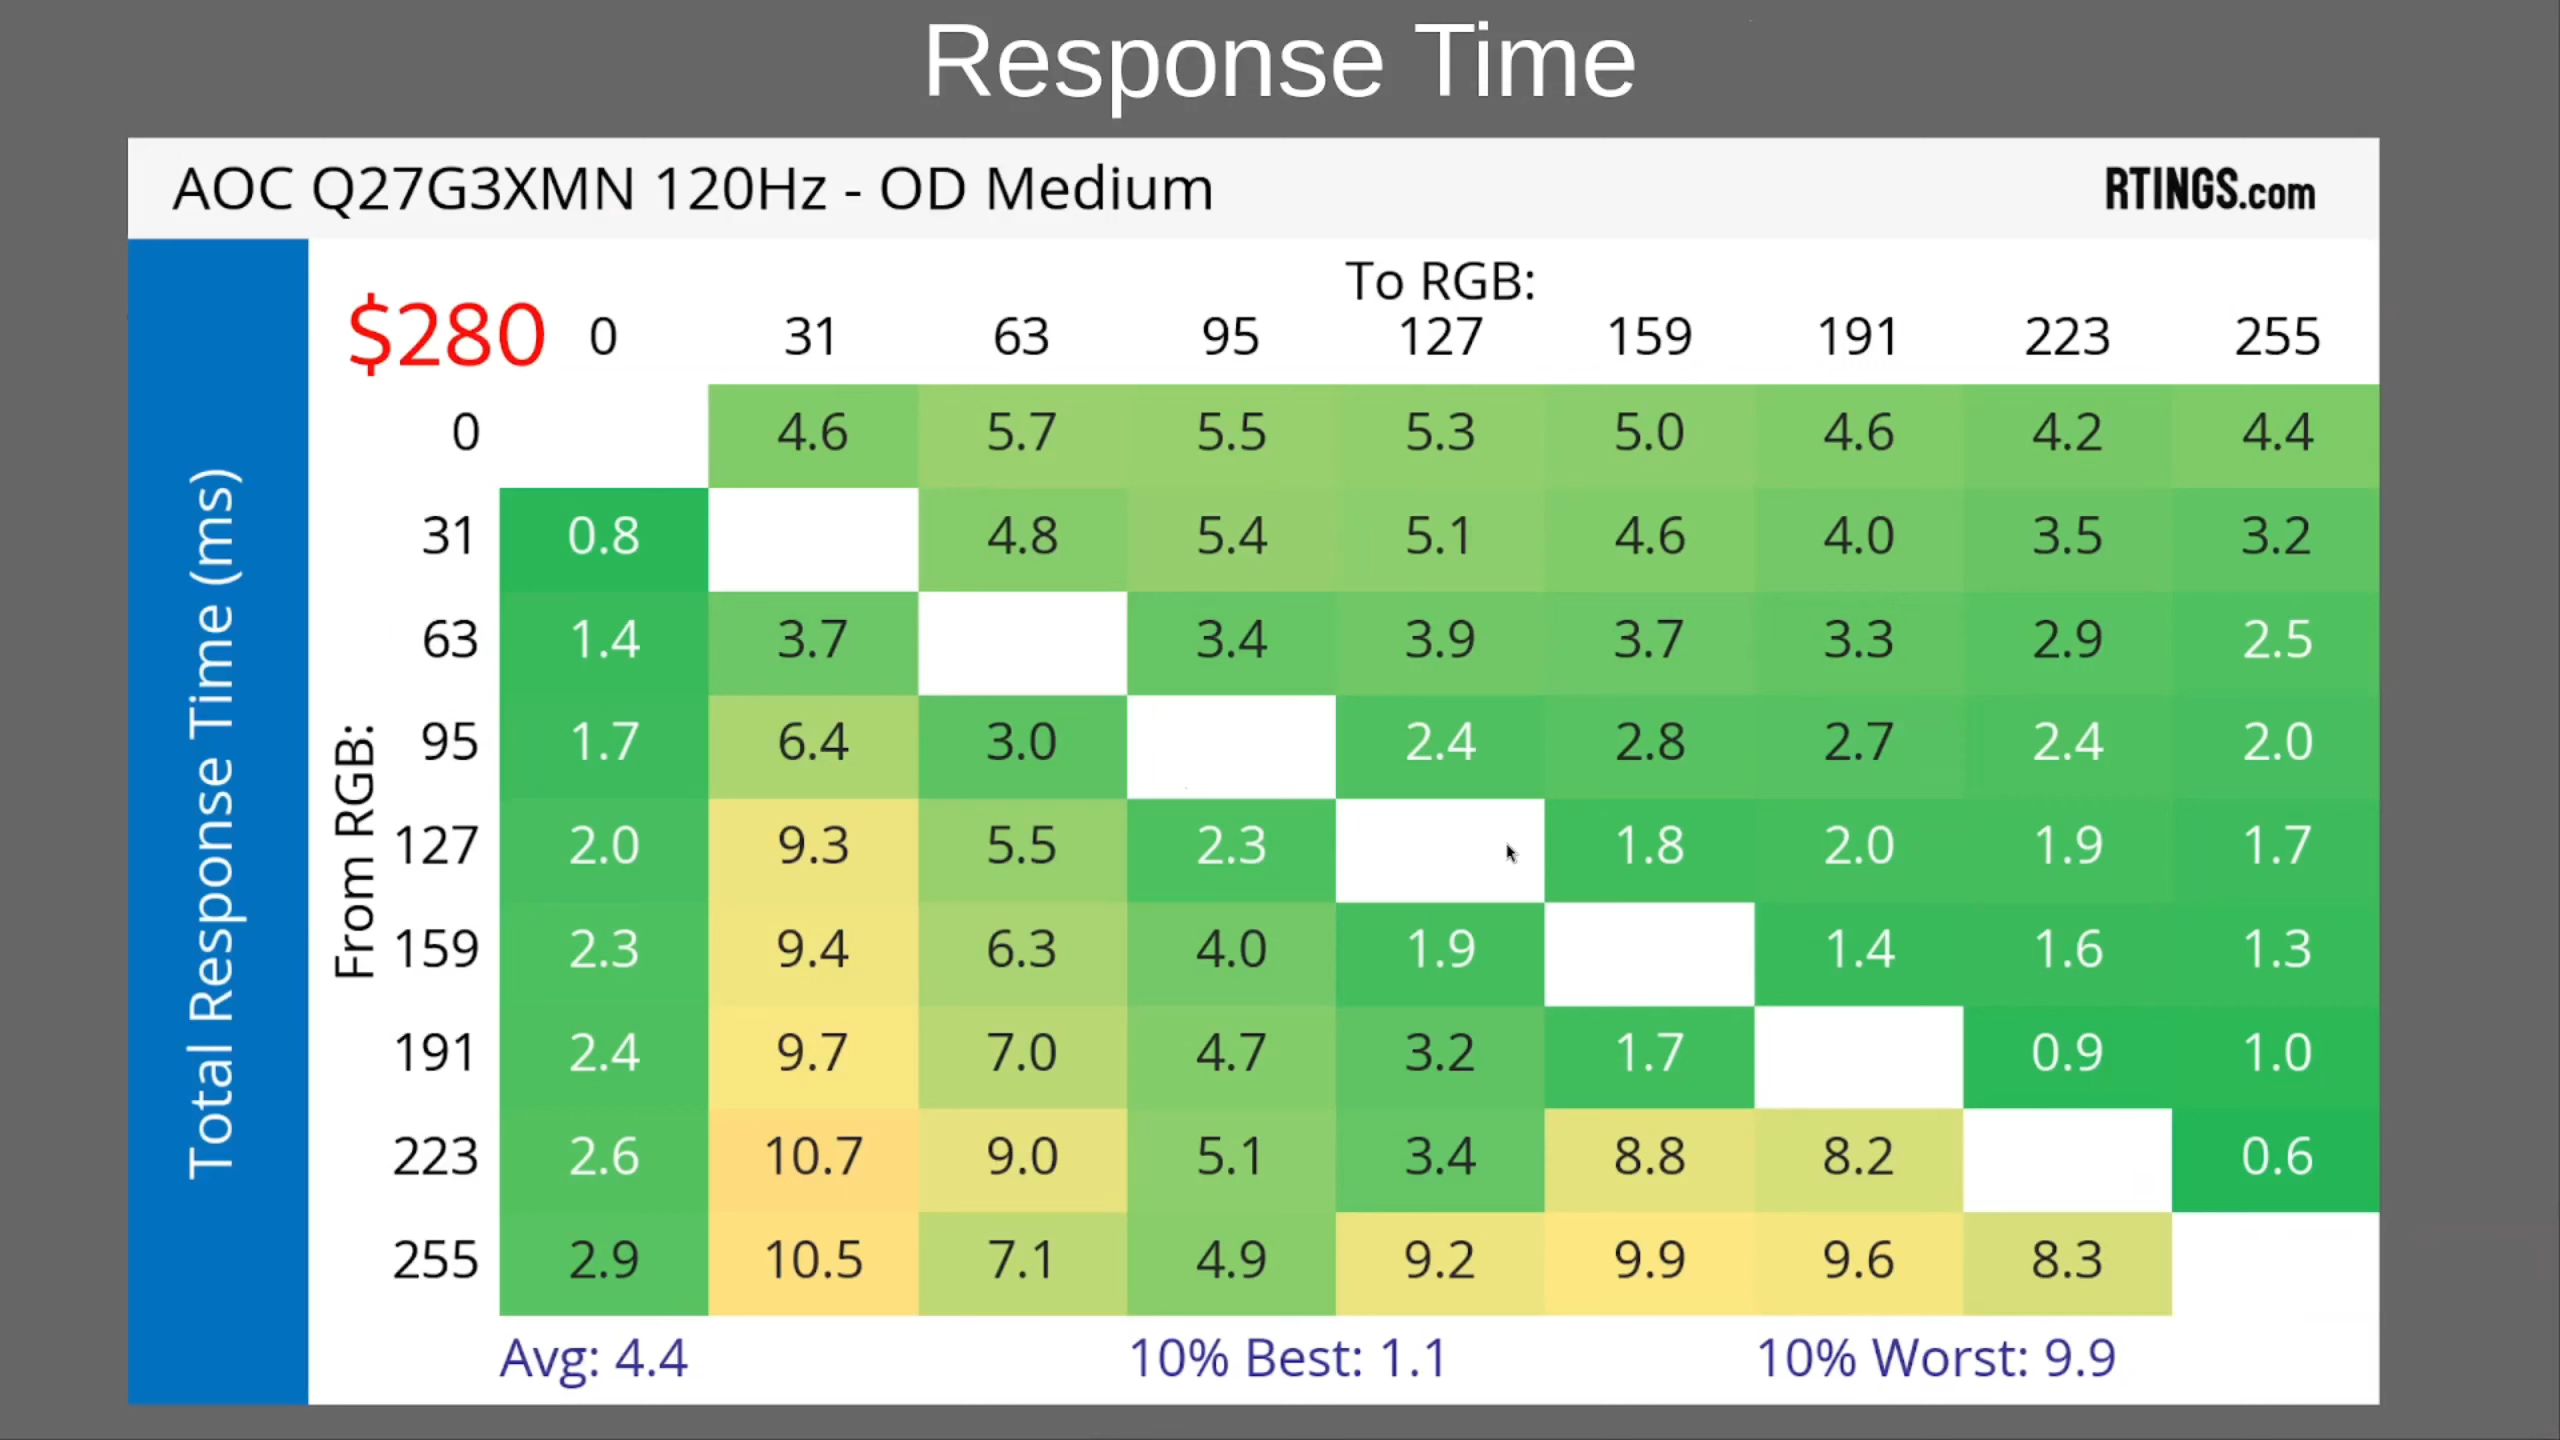 Response Time
AOC Q27G3XMN 120Hz - OD Medium
RTINGS.com
Total Response Time (ms)
$280
To RGB:
0 31 63 95 127 159 191 223 255
From RGB:
0 4.6 5.7 5.5 5.3 5.0 4.6 4.2 4.4
31 0.8 4.8 5.4 5.1 4.6 4.0 3.5 3.2
63 1.4 3.7 3.4 3.9 3.7 3.3 2.9 2.5
95 1.7 6.4 3.0 2.4 2.8 2.7 2.4 2.0
127 2.0 9.3 5.5 2.3 1.8 2.0 1.9 1.7
159 2.3 9.4 6.3 4.0 1.9 1.4 1.6 1.3
191 2.4 9.7 7.0 4.7 3.2 1.7 0.9 1.0
223 2.6 10.7 9.0 5.1 3.4 8.8 8.2 0.6
255 2.9 10.5 7.1 4.9 9.2 9.9 9.6 8.3
Avg: 4.4 10% Best: 1.1 10% Worst: 9.9